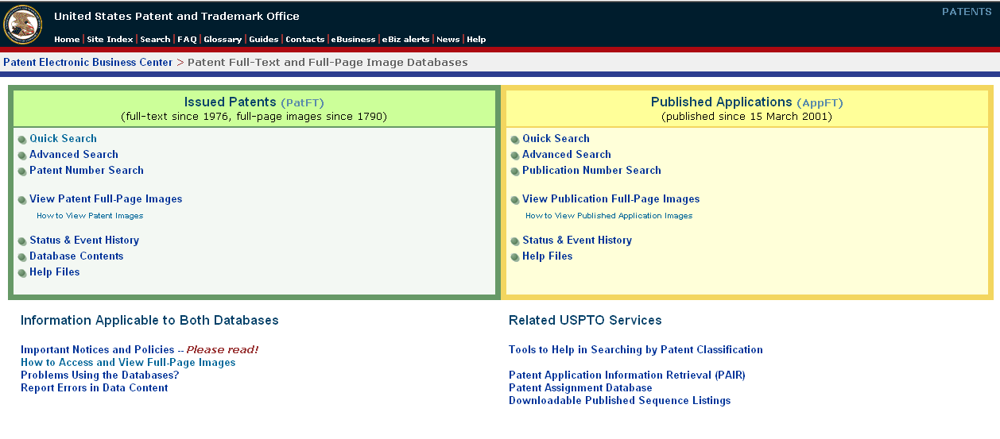 United States Patent and Trademark Office
PATENTS
Home | Site Index | Search | FAQ | Glossary | Guides | Contacts | eBusiness | eBiz alerts | News | Help
Patent Electronic Business Center > Patent Full-Text and Full-Page Image Databases
Issued Patents (PatFT)
(full-text since 1976, full-page images since 1790)
Quick Search
Advanced Search
Patent Number Search
View Patent Full-Page Images
How to View Patent Images
Status & Event History
Database Contents
Help Files
Published Applications (AppFT)
(published since 15 March 2001)
Quick Search
Advanced Search
Publication Number Search
View Publication Full-Page Images
How to View Published Application Images
Status & Event History
Help Files
Information Applicable to Both Databases
Important Notices and Policies -- Please read!
How to Access and View Full-Page Images
Problems Using the Databases?
Report Errors in Data Content
Related USPTO Services
Tools to Help in Searching by Patent Classification
Patent Application Information Retrieval (PAIR)
Patent Assignment Database
Downloadable Published Sequence Listings